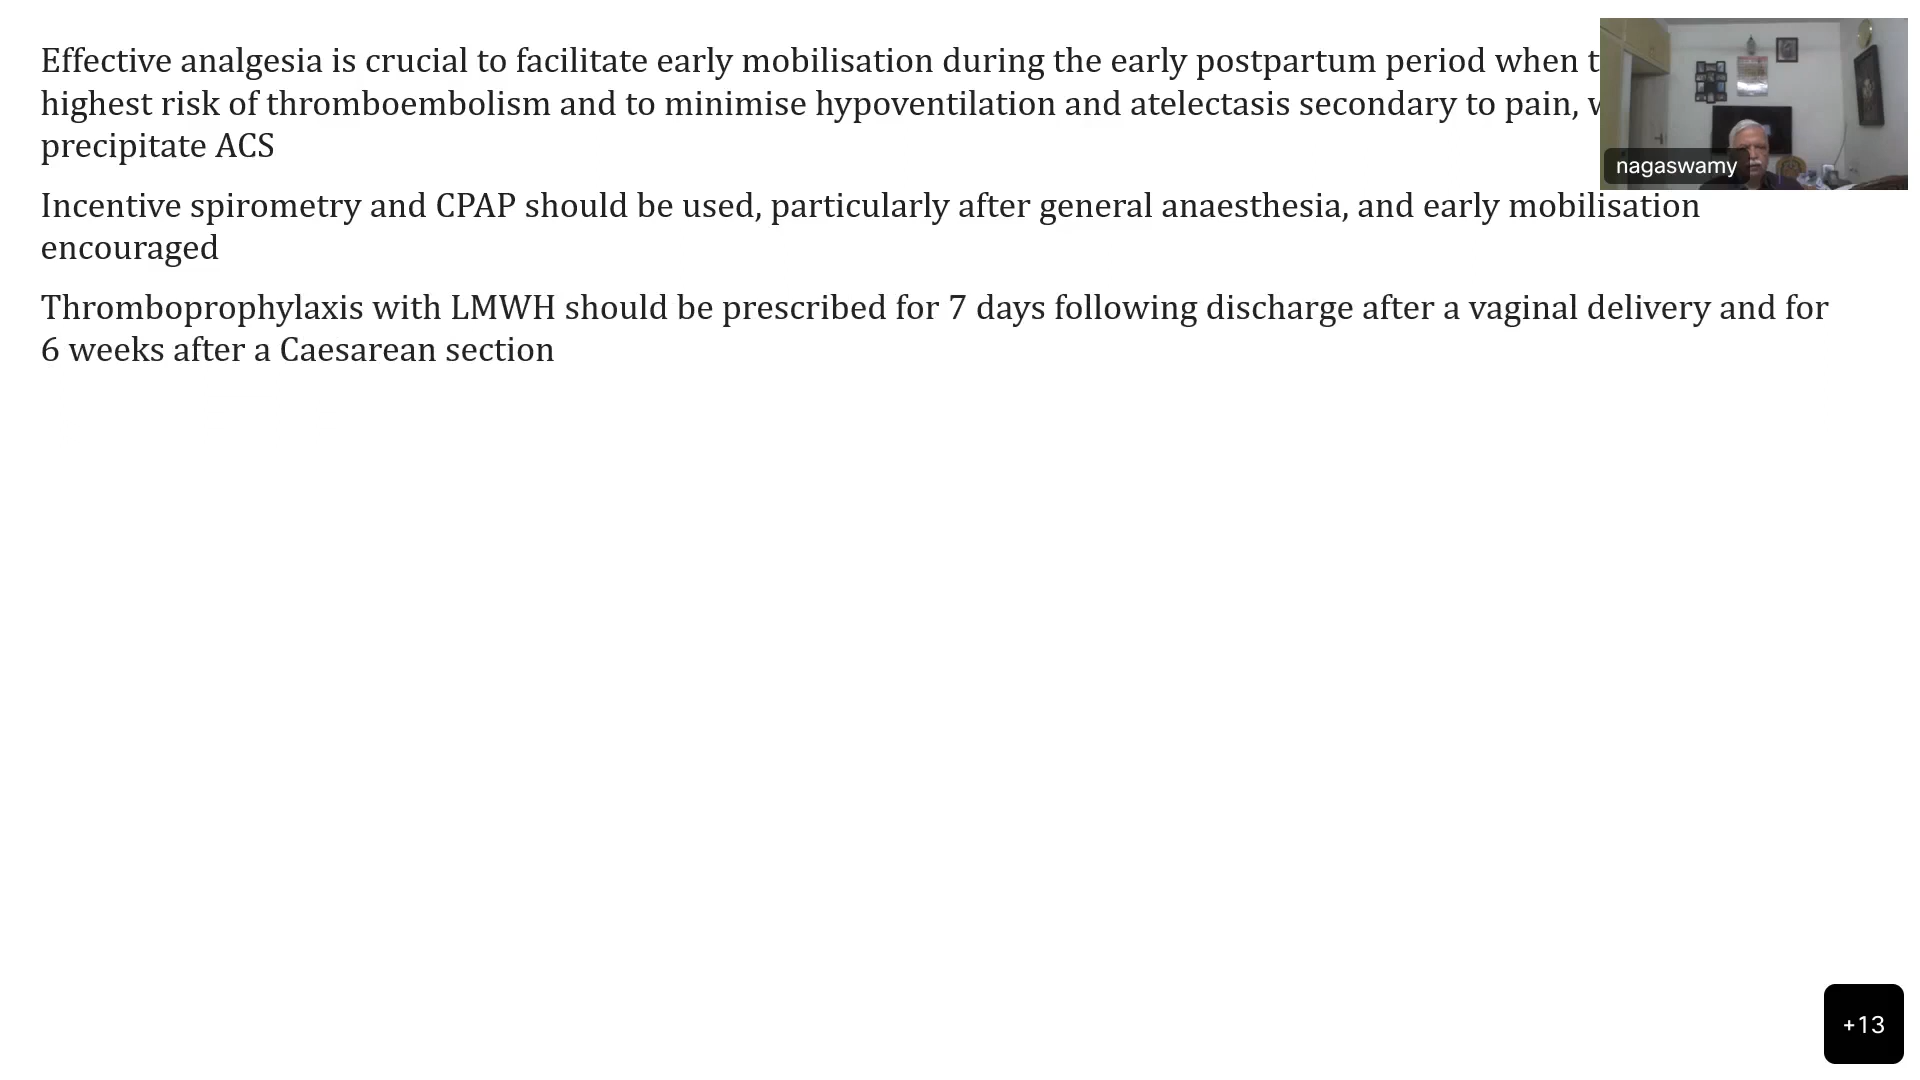 Effective analgesia is crucial to facilitate early mobilisation during the early postpartum period when
highest risk of thromboembolism and to minimise hypoventilation and atelectasis secondary to pain,
precipitate ACS
Incentive spirometry and CPAP should be used, particularly after general anaesthesia, and early mobilisation
encouraged
Thromboprophylaxis with LMWH should be prescribed for 7 days following discharge after a vaginal delivery and for
6 weeks after a Caesarean section
nagaswamy
+13